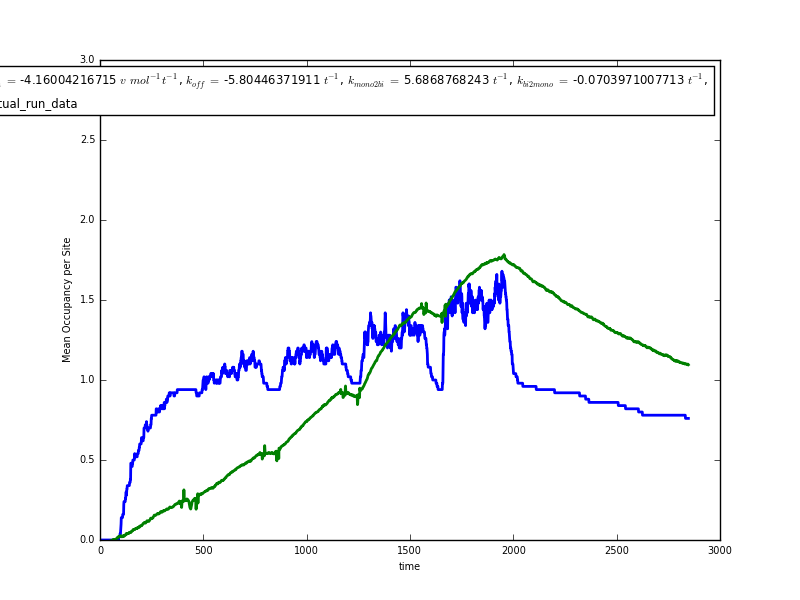 = -4.16004216715 v mol⁻¹t⁻¹, k_off = -5.80446371911 t⁻¹, k_mono2bi = 5.6868768243 t⁻¹, k_bi2mono = -0.0703971007713 t⁻¹,
tual_run_data
3.0
2.5
2.0
1.5
1.0
0.5
0.0
Mean Occupancy per Site
0 500 1000 1500 2000 2500 3000
time